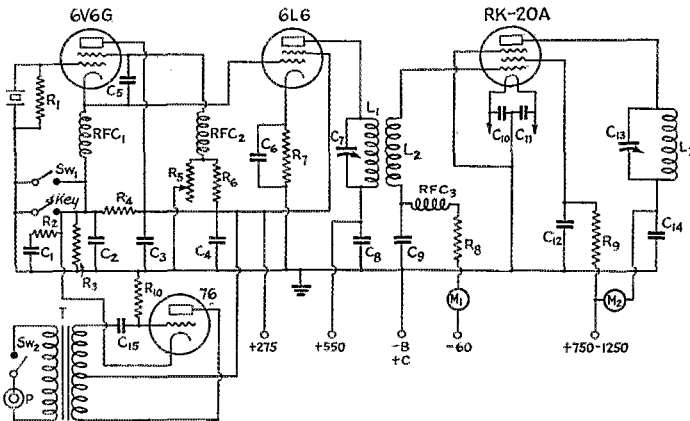 6V6G 6L6 RK-20A
R1 C5 RFC1 RFC2 C6 R7 C7 L1 L2 C10 C11 C13 L3
Sw1 R5 R6 RFC3
Key R4
R2 C1 R3 C2 C3 C4 C8 C9 R8 C12 R9 C14
R10 76 M1 M2
T C15
Sw2 +275 +550 -B -60 +750-1250
+C
P